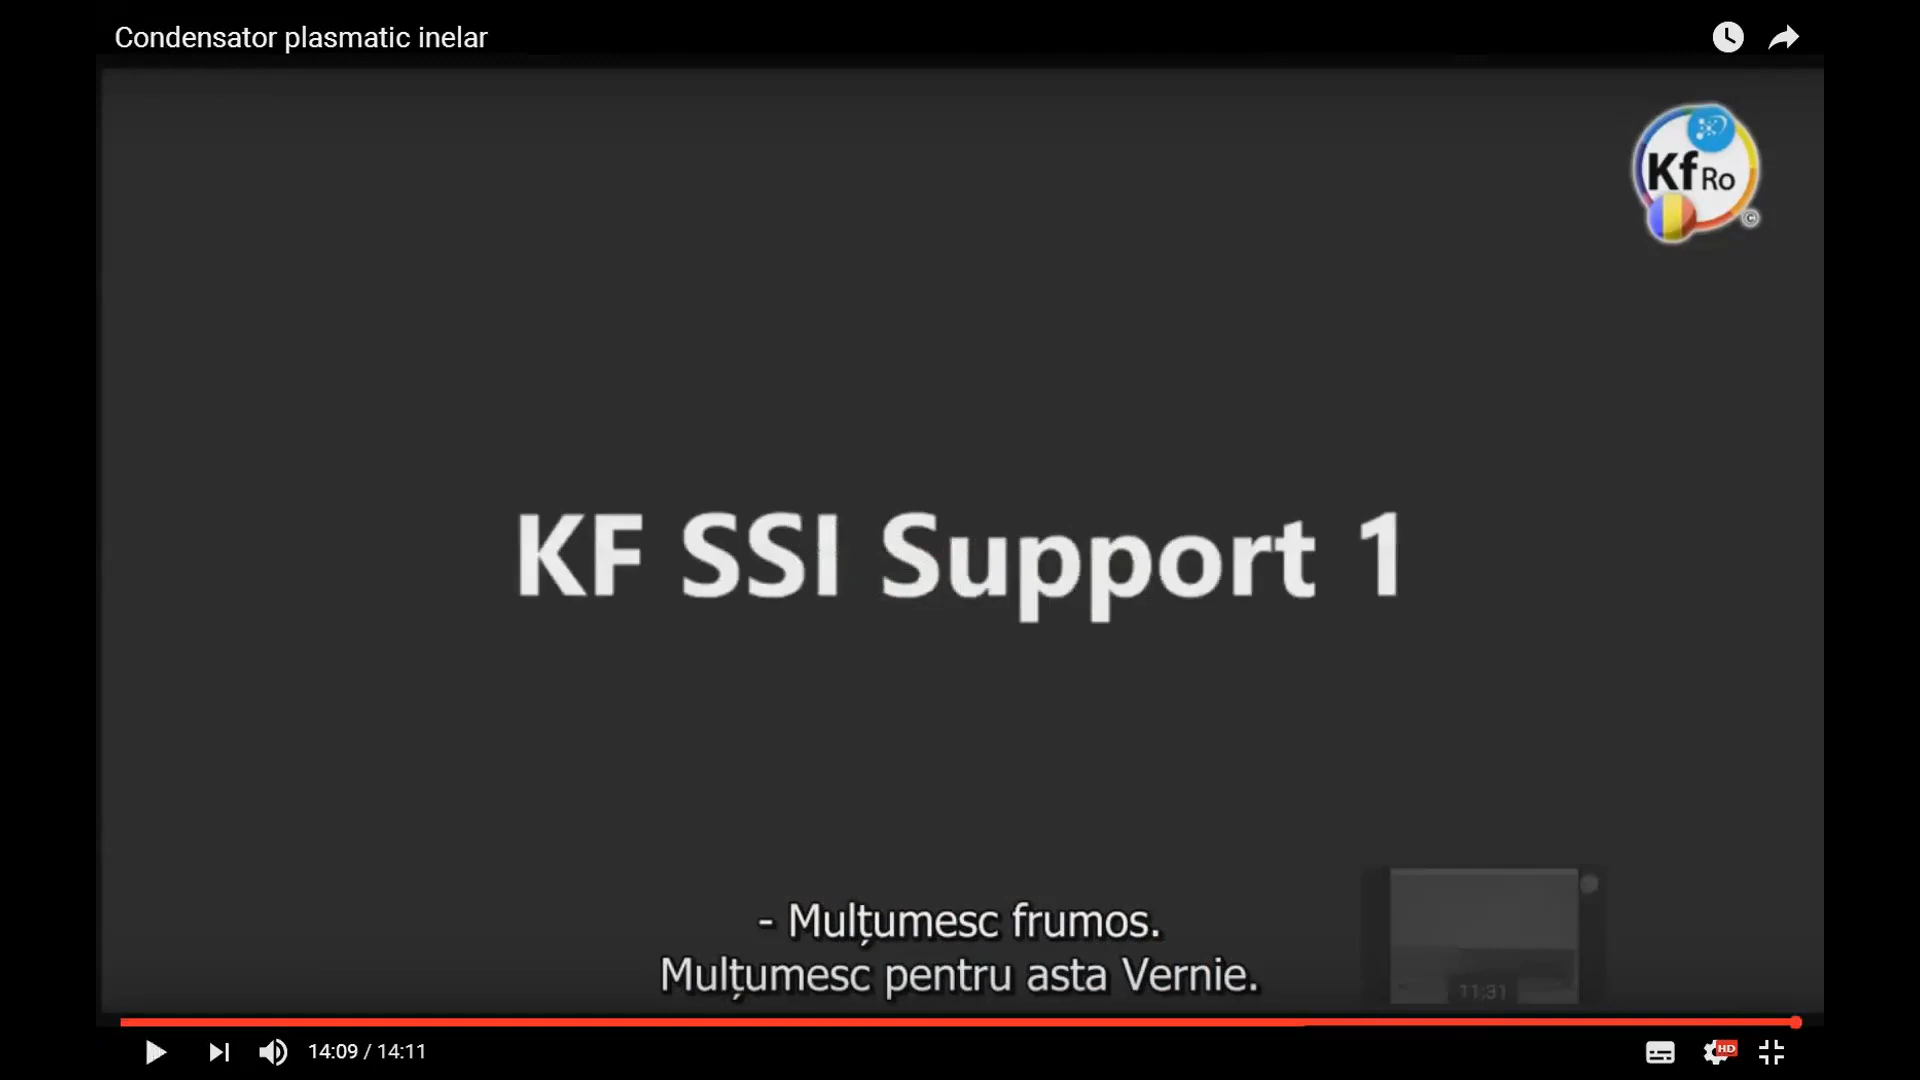 Condensator plasmatic inelar
Kf Ro
©
KF SSI Support 1
- Mulțumesc frumos.
Mulțumesc pentru asta Vernie.
11:31
14:09 / 14:11
HD